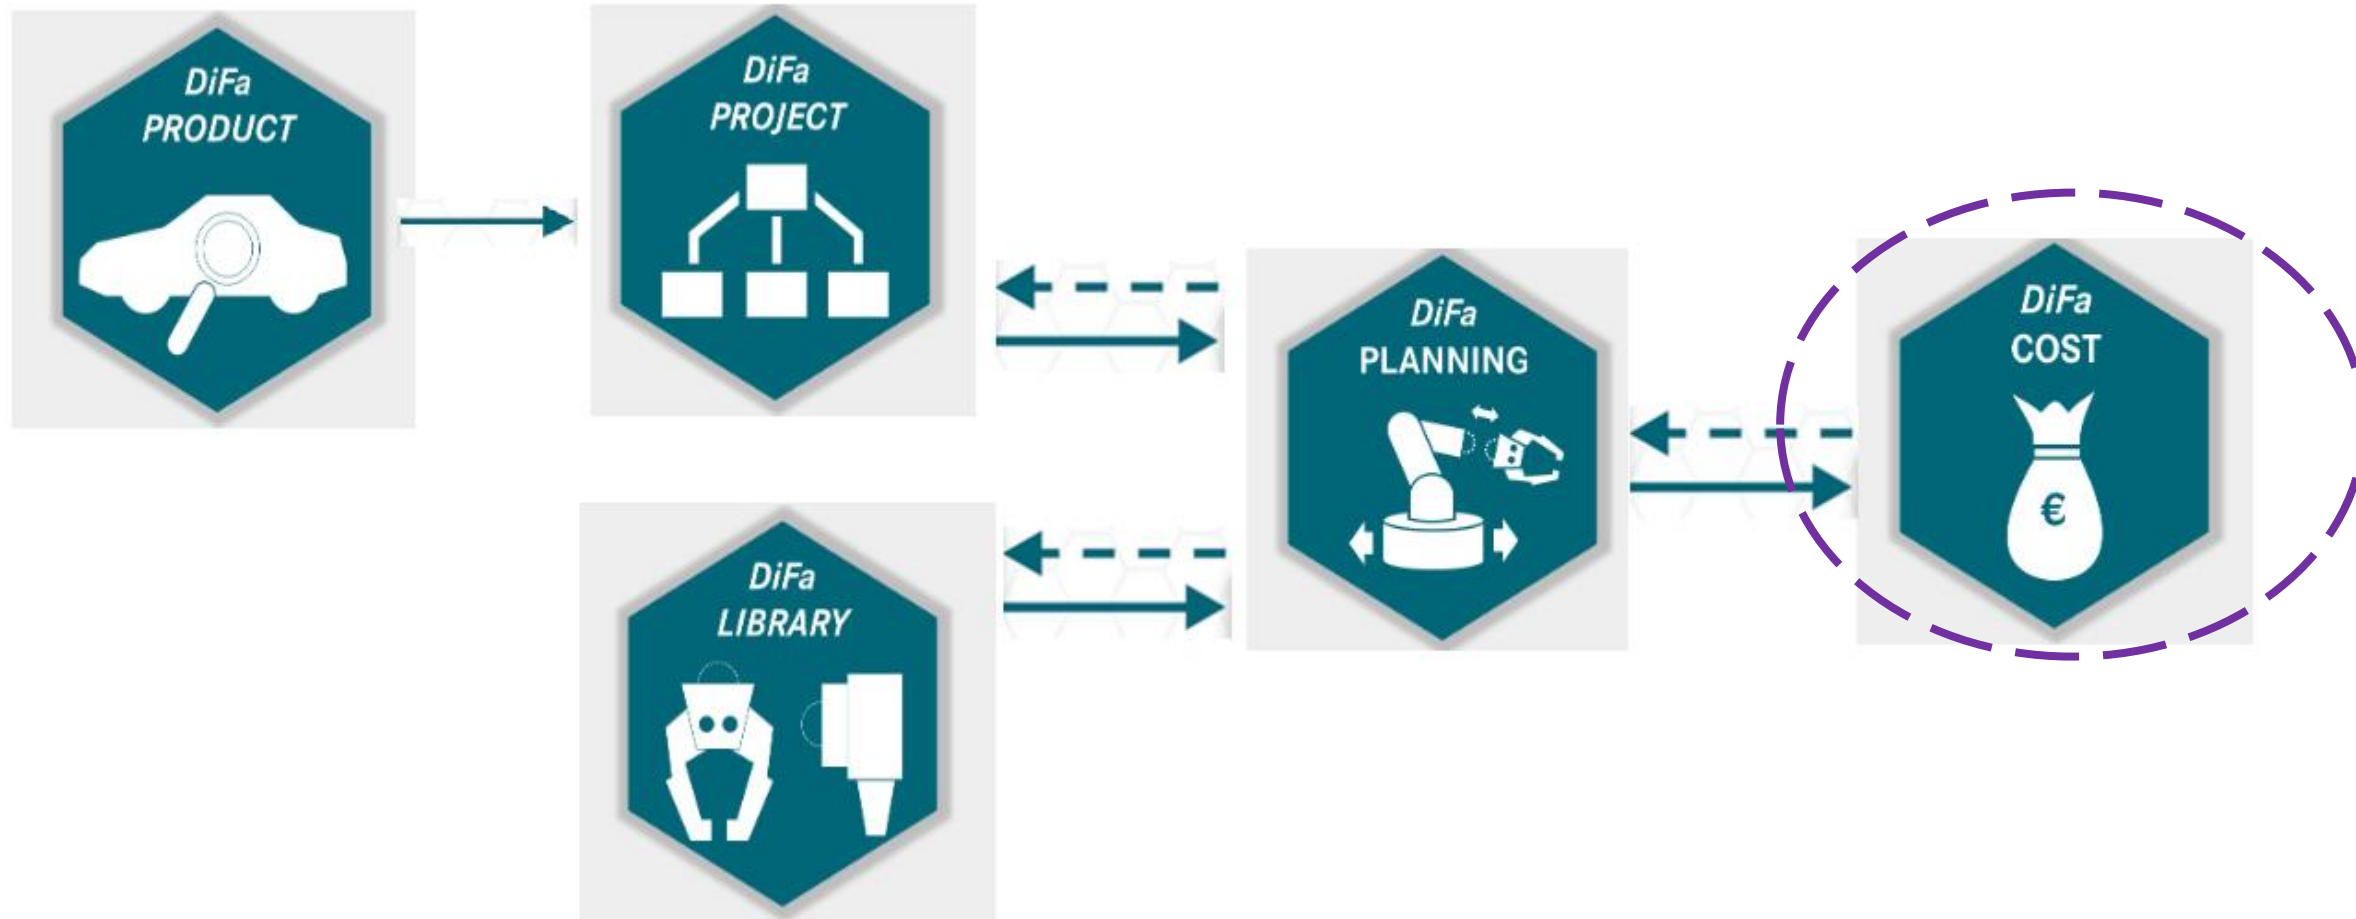 DiFa
PRODUCT
DiFa
PROJECT
DiFa
PLANNING
DiFa
COST
€
DiFa
LIBRARY